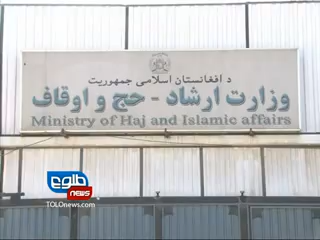 د افغانستان اسلامی جمهوریت
وزارت ارشاد - حج و اوقاف
Ministry of Haj and Islamic affairs
طلوع
NEWS
TOLOnews.com